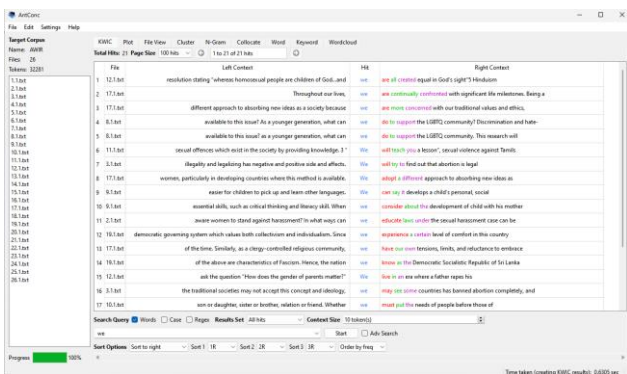 AntConc
File Edit Settings Help
Target Corpus
Name: AWIR
Files: 26
Tokens: 32281
1.1.txt
2.1.txt
3.1.txt
4.1.txt
5.1.txt
6.1.txt
7.1.txt
8.1.txt
9.1.txt
10.1.txt
11.1.txt
12.1.txt
13.1.txt
14.1.txt
15.1.txt
16.1.txt
17.1.txt
18.1.txt
19.1.txt
20.1.txt
21.1.txt
22.1.txt
23.1.txt
24.1.txt
25.1.txt
26.1.txt
Progress 100%
KWIC Plot File View Cluster N-Gram Collocate Word Keyword Wordcloud
Total Hits: 21 Page Size 100 hits 1 to 21 of 21 hits
File Left Context Hit Right Context
1 12.1.txt resolution stating "whereas homosexual people are children of God...and we are all created equal in God's sight"5 Hinduism
2 17.1.txt Throughout our lives, we are continually confronted with significant life milestones. Being a
3 17.1.txt different approach to absorbing new ideas as a society because we are more concerned with our traditional values and ethics,
4 8.1.txt available to this issue? As a younger generation, what can we do to support the LGBTQ community? Discrimination and hate-
5 8.1.txt available to this issue? as a younger generation, what can we do to support the LGBTQ community. This research will
6 11.1.txt sexual offences which exist in the society by providing knowledge. 3 " We will teach you a lesson", sexual violence against Tamils
7 3.1.txt illegality and legalizing has negative and positive side and affects. We will try to find out that abortion is legal
8 17.1.txt women, particularly in developing countries where this method is available. We adopt a different approach to absorbing new ideas as
9 9.1.txt easier for children to pick up and learn other languages. We can say it develops a child's personal, social
10 9.1.txt essential skills, such as critical thinking and literacy skill. When we consider about the development of child with his mother
11 2.1.txt aware women to stand against harassment? In what ways can we educate laws under the sexual harassment case can be
12 19.1.txt democratic governing system which values both collectivism and individualism. Since we experience a certain level of comfort in this country
13 17.1.txt of the time. Similarly, as a clergy-controlled religious community, we have our own tensions, limits, and reluctance to embrace
14 19.1.txt of the above are characteristics of Fascism. Hence, the nation we know as the Democratic Socialistic Republic of Sri Lanka
15 12.1.txt ask the question "How does the gender of parents matter?" We live in an era where a father rapes his
16 3.1.txt the traditional societies may not accept this concept and ideology, we may see some countries has banned abortion completely, and
17 10.1.txt son or daughter, sister or brother, relation or friend. Whether we must put the needs of people before those of
Search Query Words Case Regex Results Set All hits Context Size 10 token(s)
we Start Adv Search
Sort Options Sort to right Sort 1 1R Sort 2 2R Sort 3 3R Order by freq
Time taken (creating KWIC results): 0.6305 sec